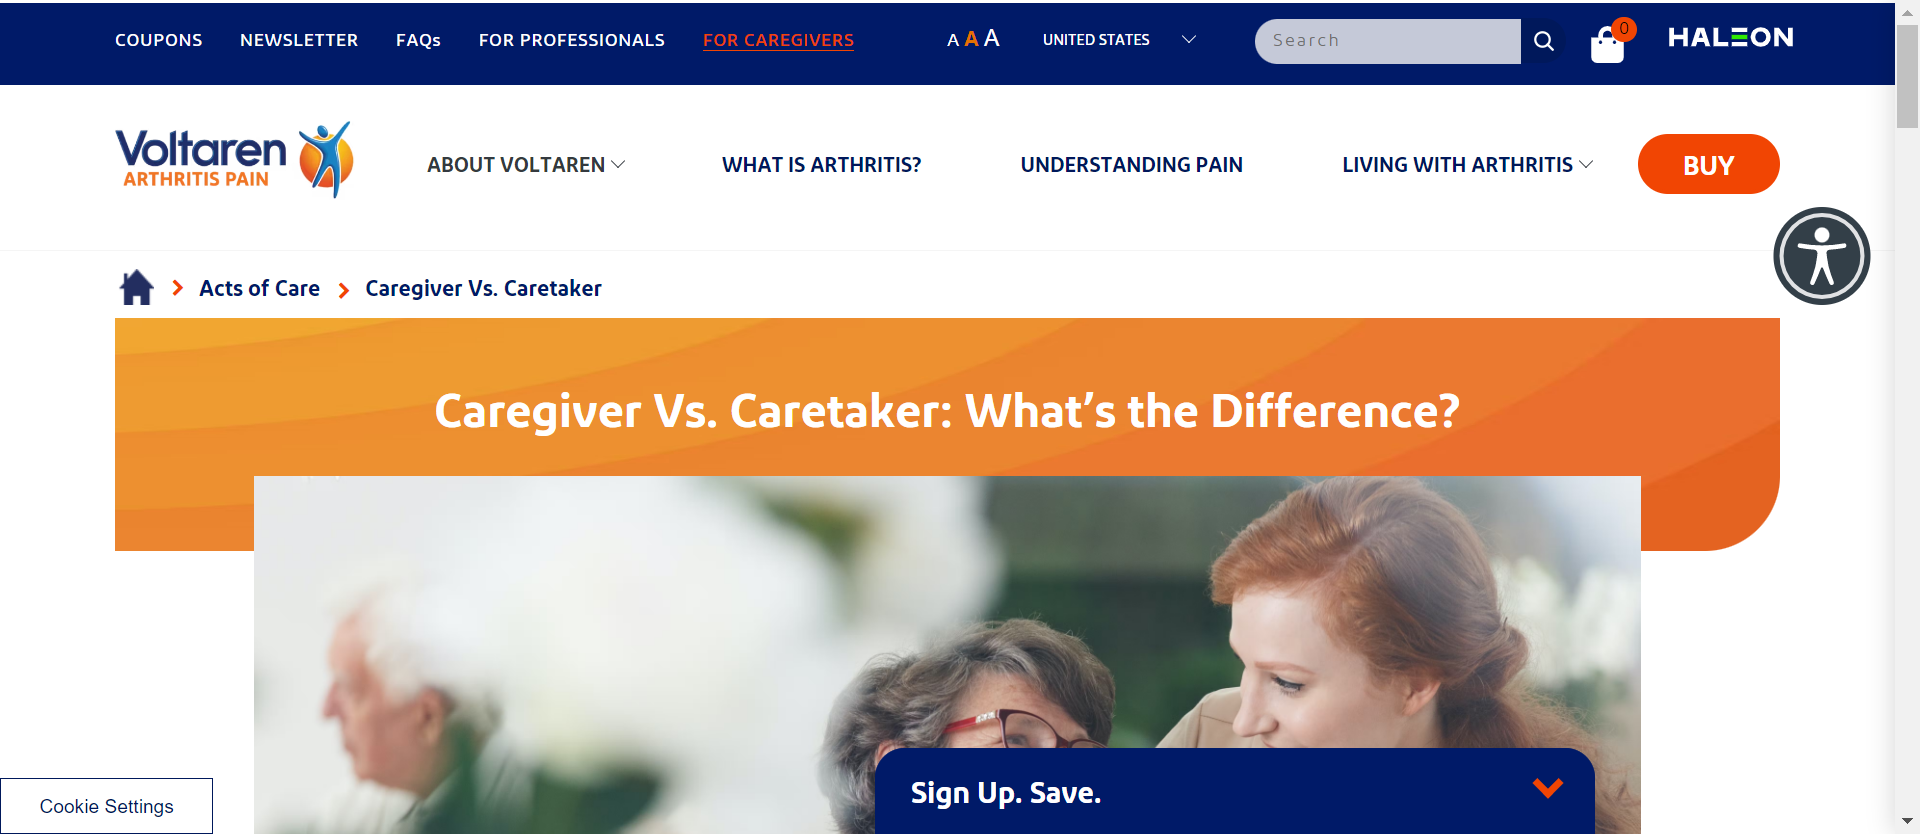 COUPONS NEWSLETTER FAQs FOR PROFESSIONALS FOR CAREGIVERS A A A UNITED STATES Search 0 HALEON
Voltaren
ARTHRITIS PAIN
ABOUT VOLTAREN WHAT IS ARTHRITIS? UNDERSTANDING PAIN LIVING WITH ARTHRITIS BUY
Acts of Care Caregiver Vs. Caretaker
Caregiver Vs. Caretaker: What’s the Difference?
Sign Up. Save.
Cookie Settings